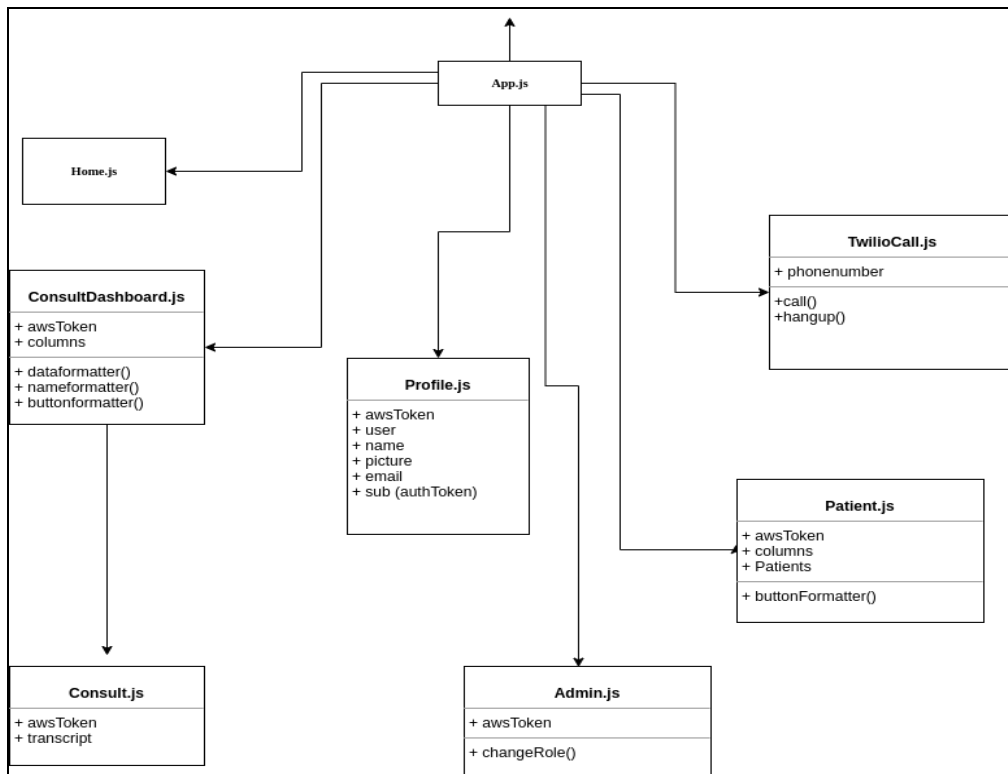 App.js
Home.js
TwilioCall.js
+ phonenumber
+call()
+hangup()
ConsultDashboard.js
+ awsToken
+ columns
+ dataformatter()
+ nameformatter()
+ buttonformatter()
Profile.js
+ awsToken
+ user
+ name
+ picture
+ email
+ sub (authToken)
Patient.js
+ awsToken
+ columns
+ Patients
+ buttonFormatter()
Consult.js
+ awsToken
+ transcript
Admin.js
+ awsToken
+ changeRole()